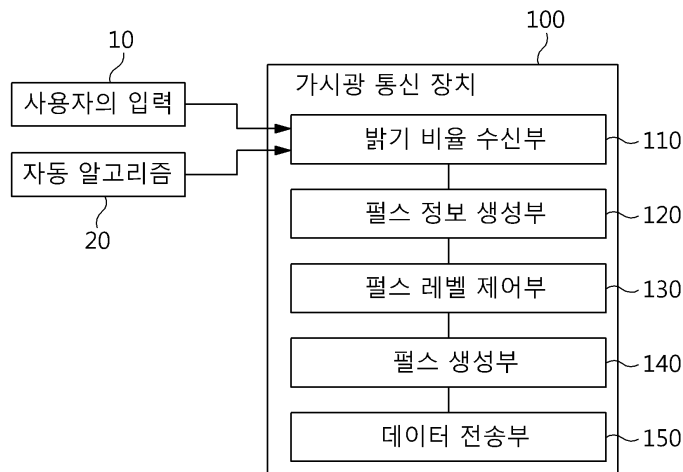 100
10
가시광 통신 장치
사용자의 입력
밝기 비율 수신부
110
자동 알고리즘
20
펄스 정보 생성부
120
펄스 레벨 제어부
130
펄스 생성부
140
데이터 전송부
150